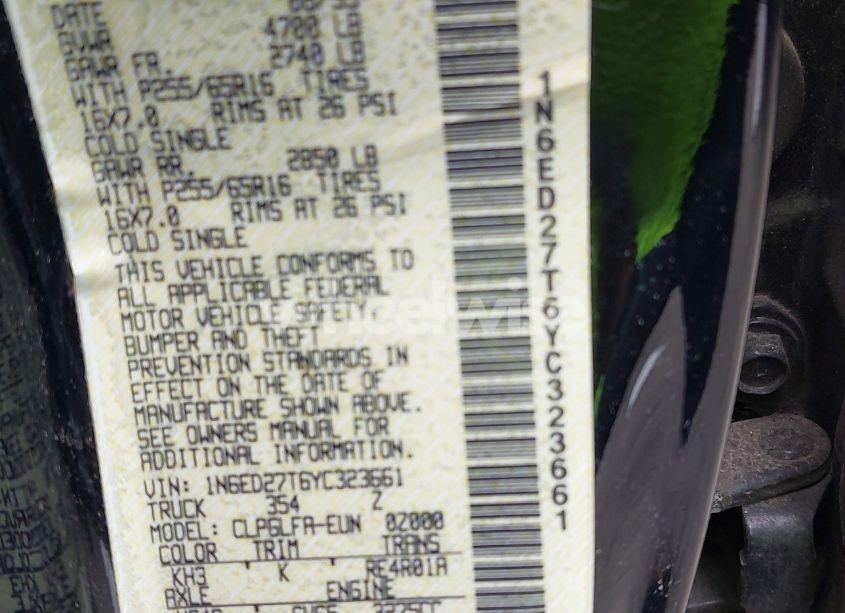 DATE
GVWR 4700 LB
GAWR FR. 2740 LB
WITH P255/65R16 TIRES
16X7.0 RIMS AT 26 PSI
COLD SINGLE
GAWR RR. 2850 LB
WITH P255/65R16 TIRES
16X7.0 RIMS AT 26 PSI
COLD SINGLE
THIS VEHICLE CONFORMS TO
ALL APPLICABLE FEDERAL
MOTOR VEHICLE SAFETY
BUMPER AND THEFT
PREVENTION STANDARDS IN
EFFECT ON THE DATE OF
MANUFACTURE SHOWN ABOVE.
SEE OWNERS MANUAL FOR
ADDITIONAL INFORMATION.
VIN: 1N6ED27T6YC323661
TRUCK 354 Z
MODEL: CLPGLFA-EUN 0Z000
COLOR TRIM TRANS
KH3 K RE4R01A
AXLE ENGINE
1N6ED27T6YC323661